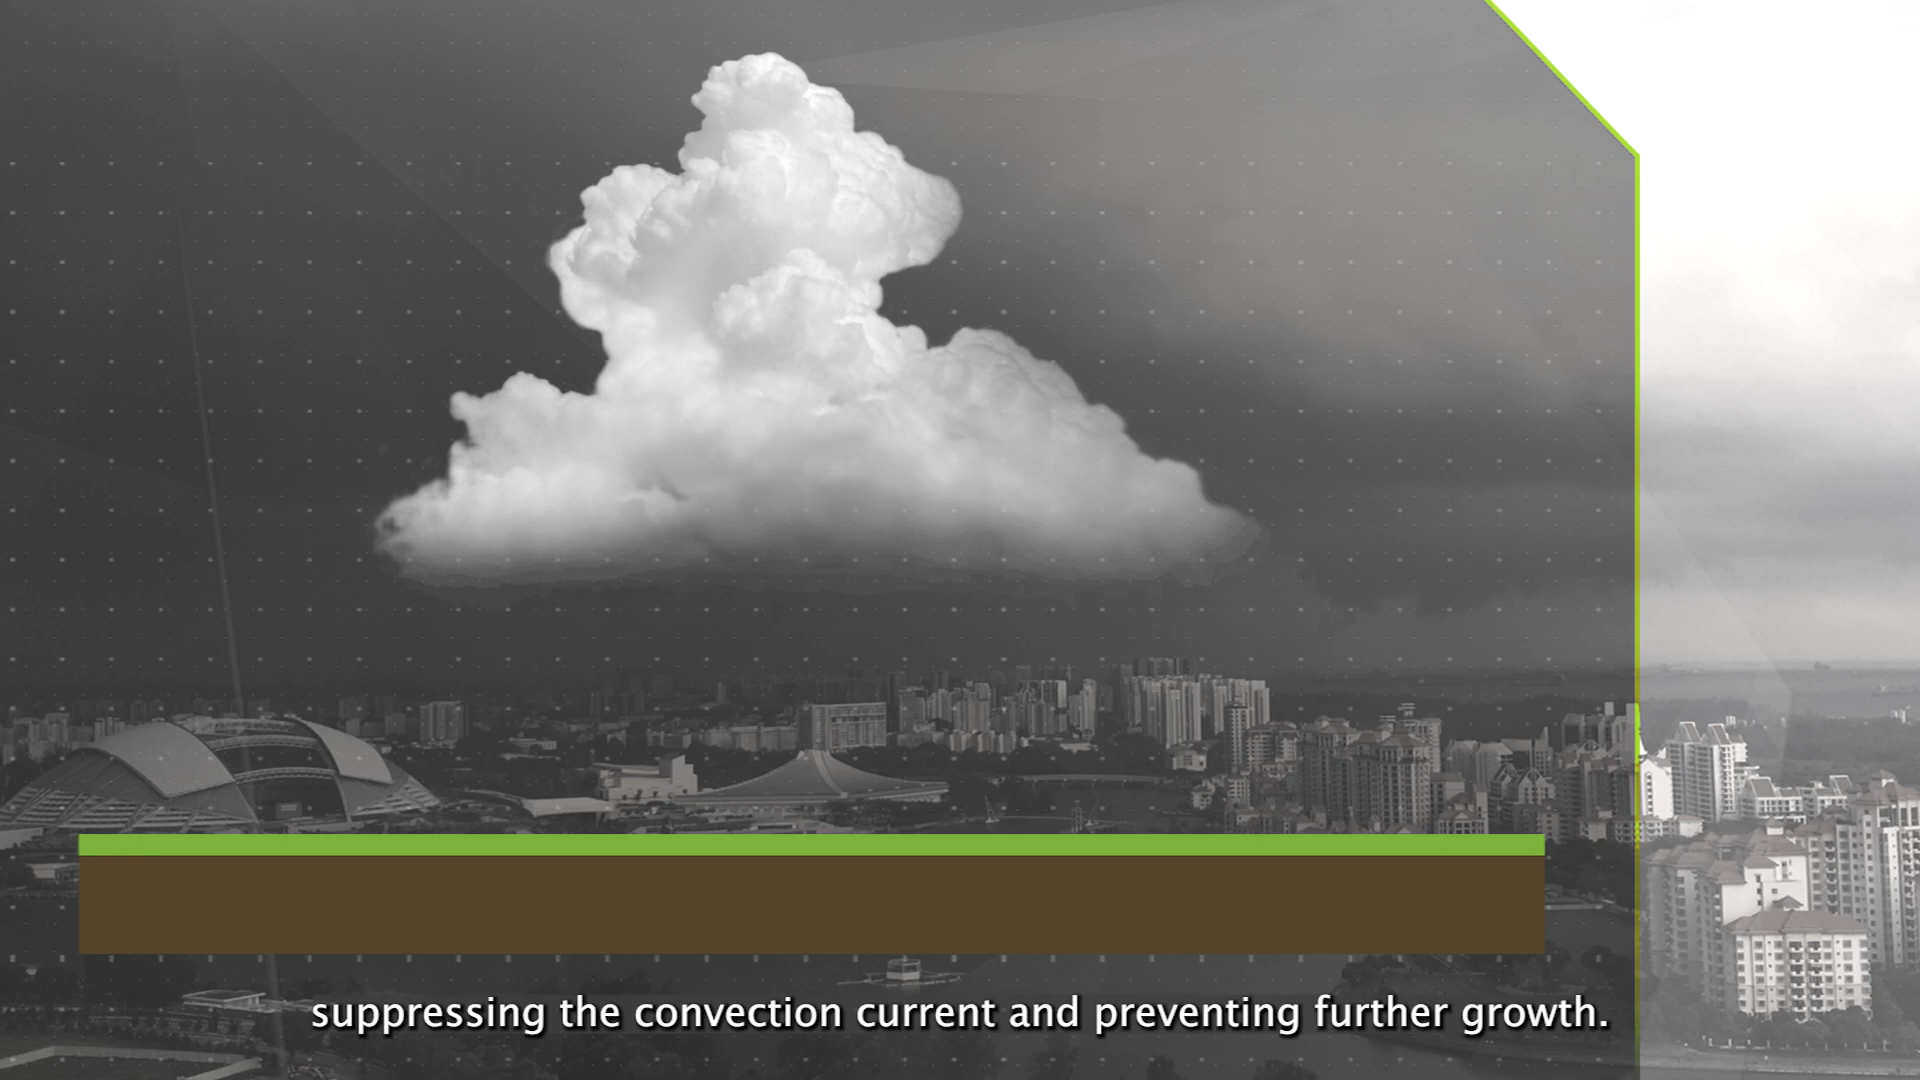 suppressing the convection current and preventing further growth.